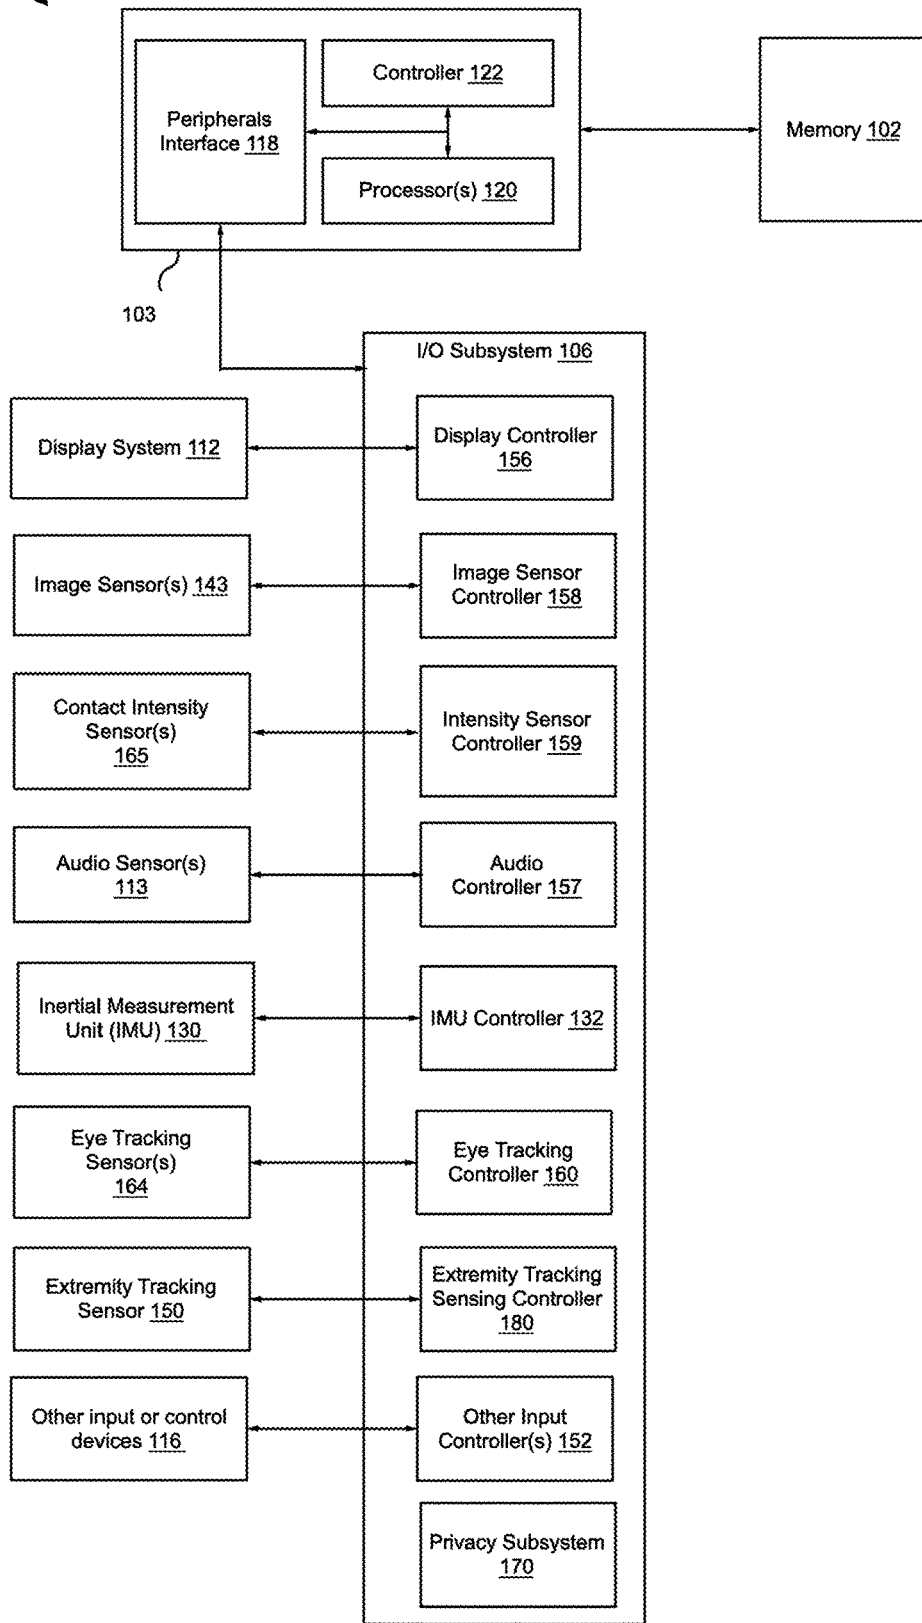 Controller 122
Peripherals
Interface 118
Processor(s) 120
Memory 102
103
I/O Subsystem 106
Display System 112
Display Controller
156
Image Sensor(s) 143
Image Sensor
Controller 158
Contact Intensity
Sensor(s)
165
Intensity Sensor
Controller 159
Audio Sensor(s)
113
Audio
Controller 157
Inertial Measurement
Unit (IMU) 130
IMU Controller 132
Eye Tracking
Sensor(s)
164
Eye Tracking
Controller 160
Extremity Tracking
Sensor 150
Extremity Tracking
Sensing Controller
180
Other input or control
devices 116
Other Input
Controller(s) 152
Privacy Subsystem
170